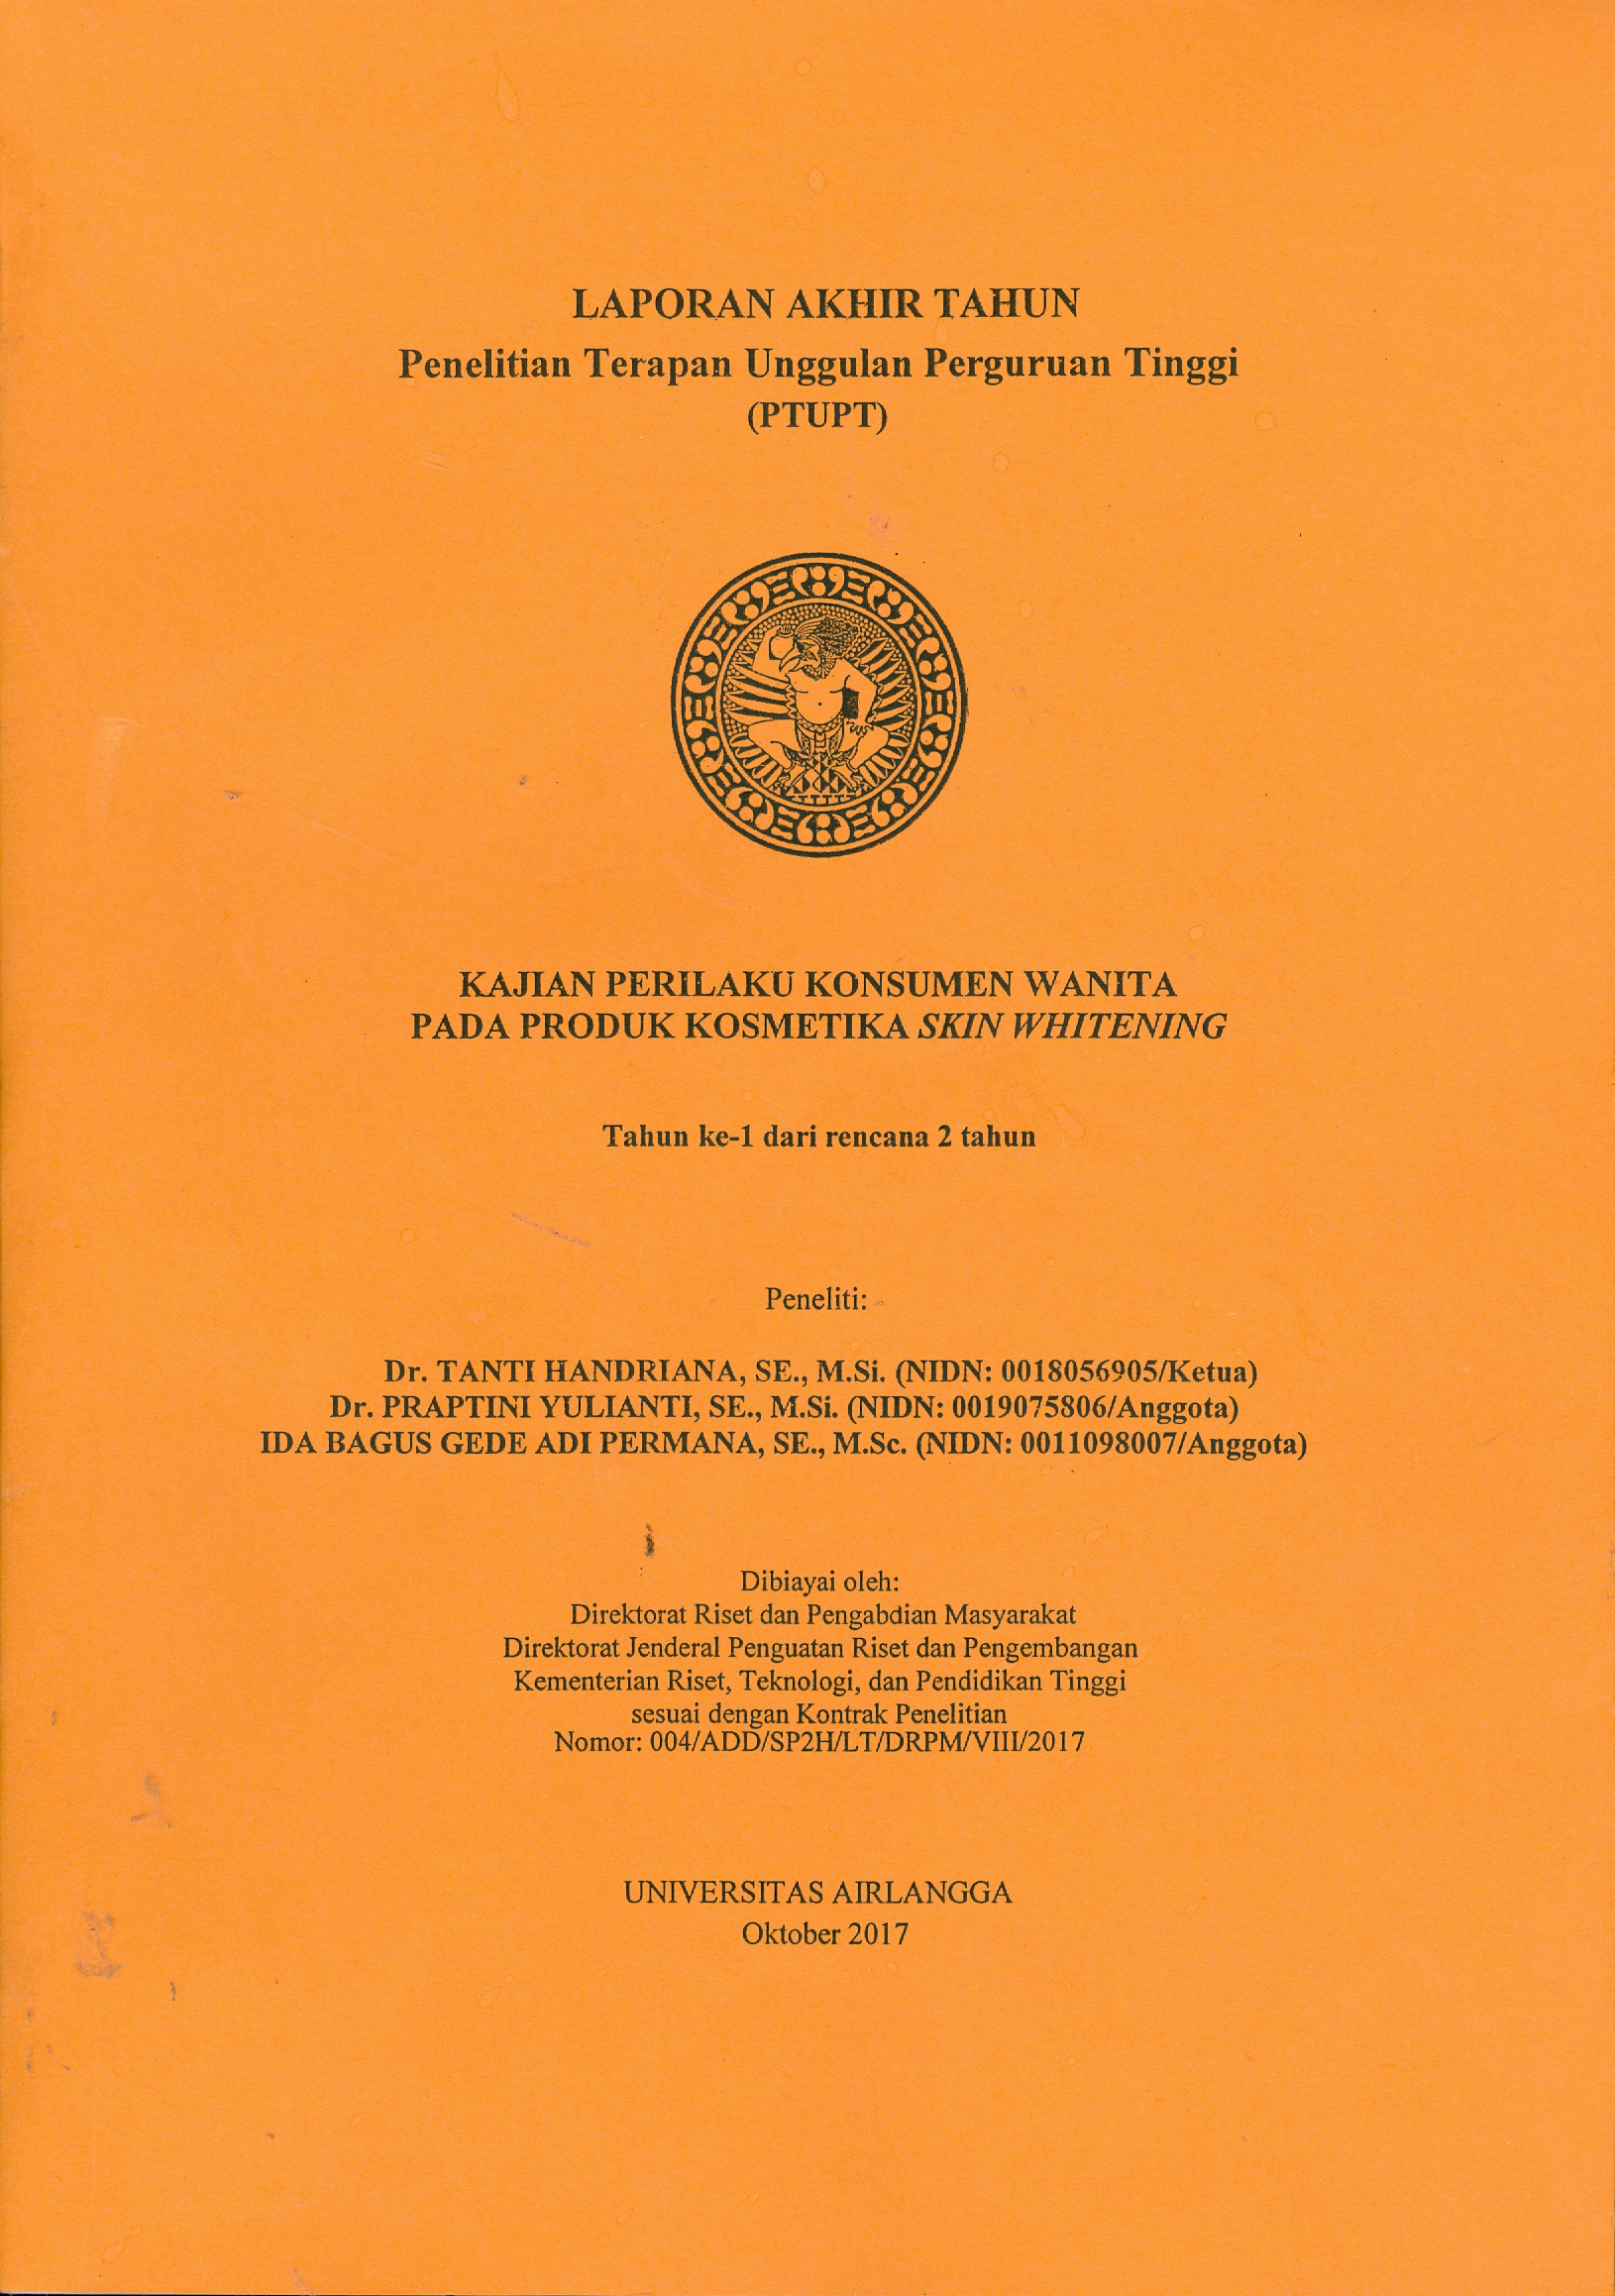 LAPORAN AKHIR TAHUN
Penelitian Terapan Unggulan Perguruan Tinggi
(PTUPT)
KAJIAN PERILAKU KONSUMEN WANITA
PADA PRODUK KOSMETIKA SKIN WHITENING
Tahun ke-1 dari rencana 2 tahun
Peneliti:
Dr. TANTI HANDRIANA, SE., M.Si. (NIDN: 0018056905/Ketua)
Dr. PRAPTINI YULIANTI, SE., M.Si. (NIDN: 0019075806/Anggota)
IDA BAGUS GEDE ADI PERMANA, SE., M.Sc. (NIDN: 0011098007/Anggota)
Dibiayai oleh:
Direktorat Riset dan Pengabdian Masyarakat
Direktorat Jenderal Penguatan Riset dan Pengembangan
Kementerian Riset, Teknologi, dan Pendidikan Tinggi
sesuai dengan Kontrak Penelitian
Nomor: 004/ADD/SP2H/LT/DRPM/VIII/2017
UNIVERSITAS AIRLANGGA
Oktober 2017